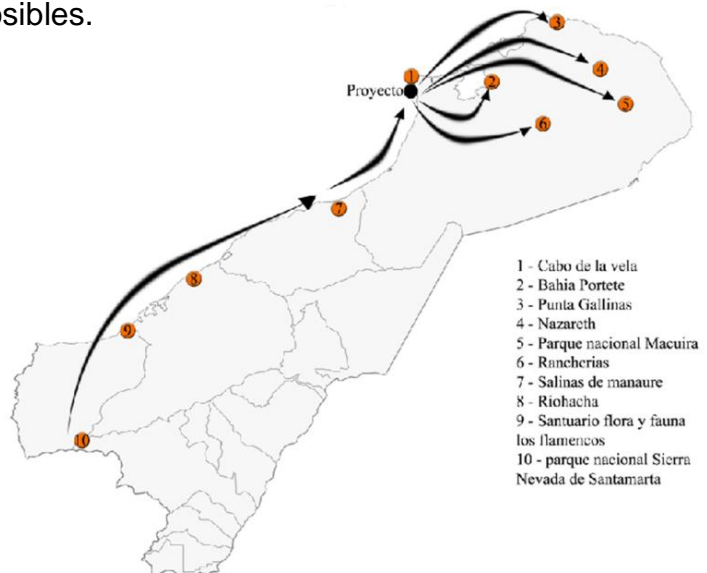 osibles.
3
1
4
2
Proyecto
5
6
7
8
9
10
1 - Cabo de la vela
2 - Bahia Portete
3 - Punta Gallinas
4 - Nazareth
5 - Parque nacional Macuira
6 - Rancherias
7 - Salinas de manaure
8 - Riohacha
9 - Santuario flora y fauna
los flamencos
10 - parque nacional Sierra
Nevada de Santamarta